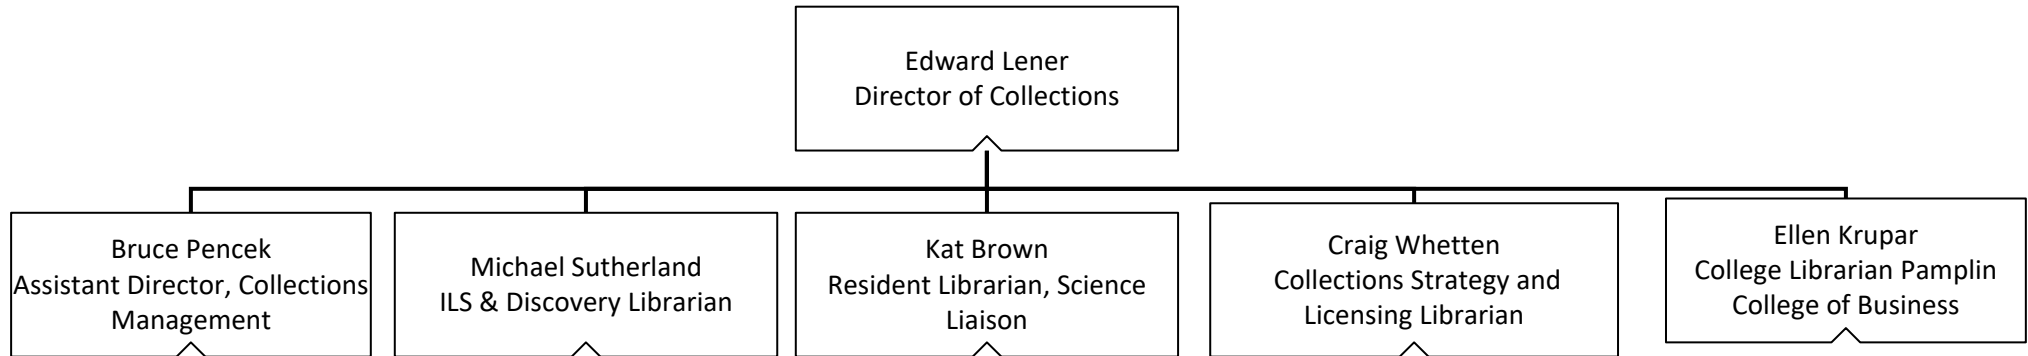 Edward Lener
Director of Collections
Bruce Pencek
Assistant Director, Collections
Management
Michael Sutherland
ILS & Discovery Librarian
Kat Brown
Resident Librarian, Science
Liaison
Craig Whetten
Collections Strategy and
Licensing Librarian
Ellen Krupar
College Librarian Pamplin
College of Business